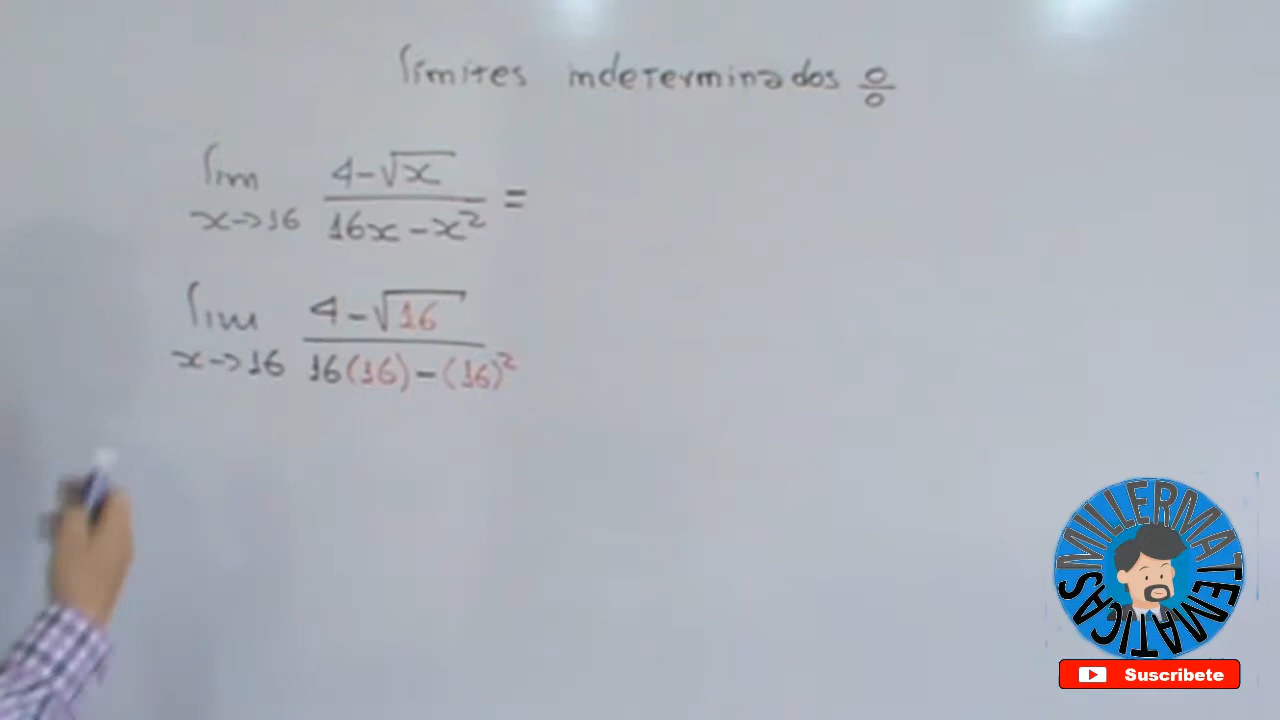 límites indeterminados 0/0
lim x->16 (4-√x)/(16x-x²) =
lim x->16 (4-√16)/(16(16)-(16)²)
MILLERMATEMATICAS
Suscribete